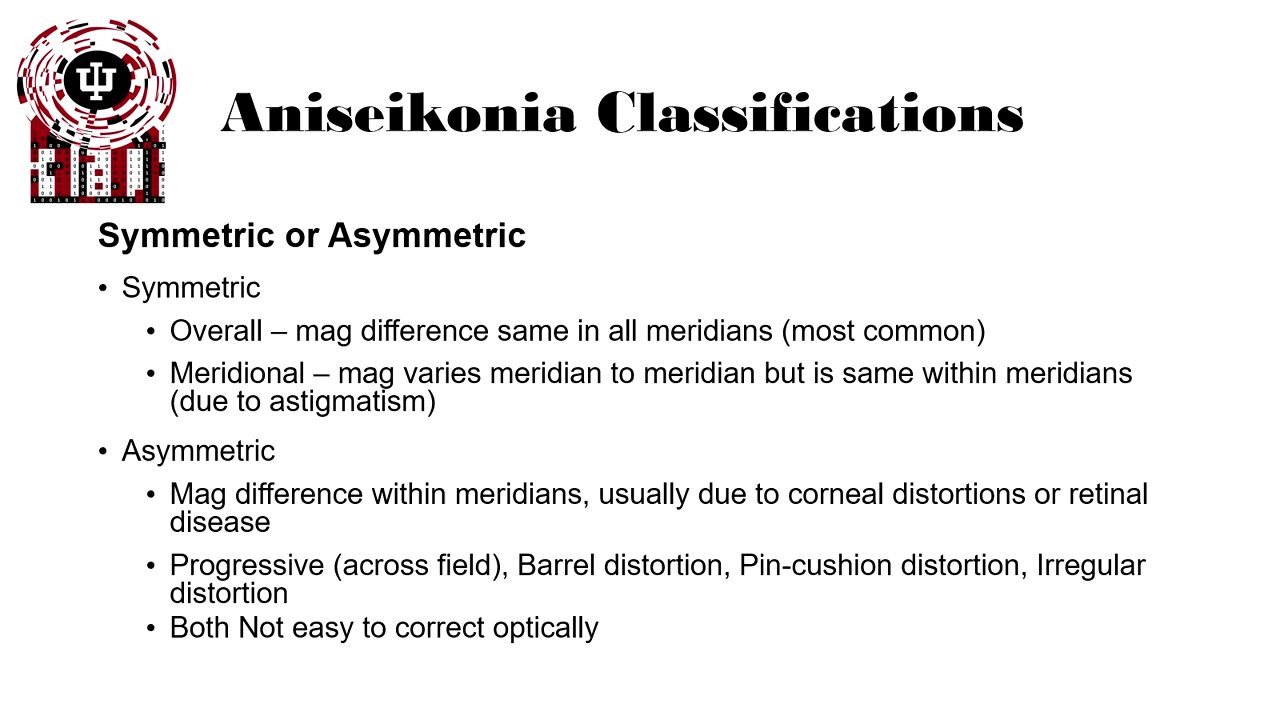 Aniseikonia Classifications
Symmetric or Asymmetric
• Symmetric
• Overall – mag difference same in all meridians (most common)
• Meridional – mag varies meridian to meridian but is same within meridians
(due to astigmatism)
• Asymmetric
• Mag difference within meridians, usually due to corneal distortions or retinal
disease
• Progressive (across field), Barrel distortion, Pin-cushion distortion, Irregular
distortion
• Both Not easy to correct optically